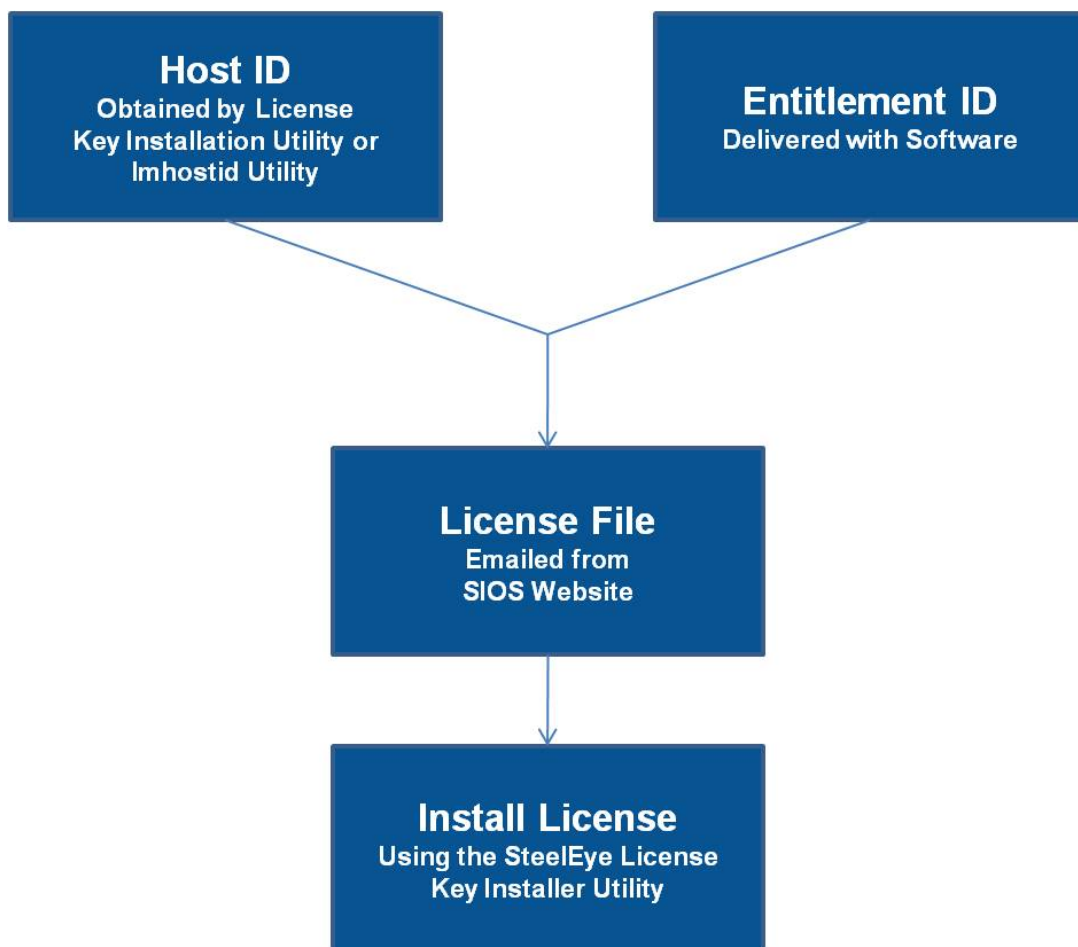 Host ID
Obtained by License
Key Installation Utility or
lmhostid Utility
Entitlement ID
Delivered with Software
License File
Emailed from
SIOS Website
Install License
Using the SteelEye License
Key Installer Utility